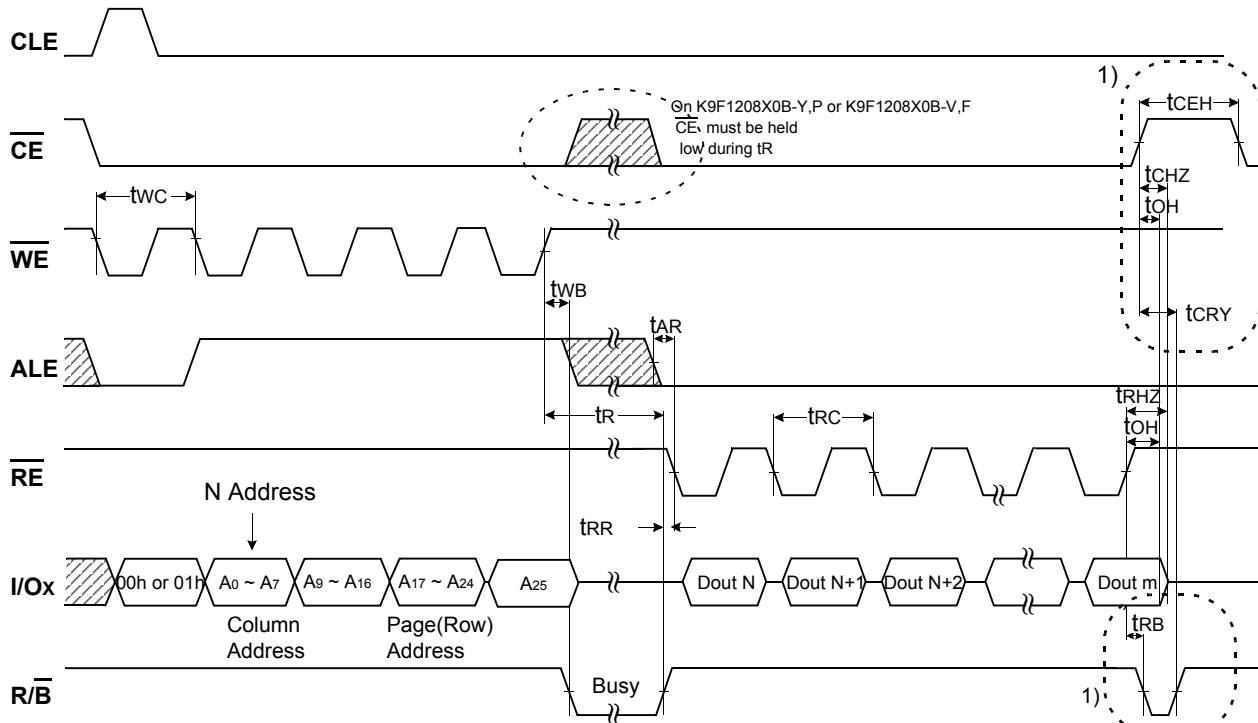 CLE
1)
tCEH
On K9F1208X0B-Y,P or K9F1208X0B-V,F
CE must be held
low during tR
CE
tCHZ
tOH
tWC
WE
tWB
tCRY
tAR
ALE
tRHZ
tR
tRC
tOH
RE
N Address
tRR
I/Ox
00h or 01h
A0 ~ A7
A9 ~ A16
A17 ~ A24
A25
Dout N
Dout N+1
Dout N+2
Dout m
Column
Address
Page(Row)
Address
tRB
R/B
Busy
1)